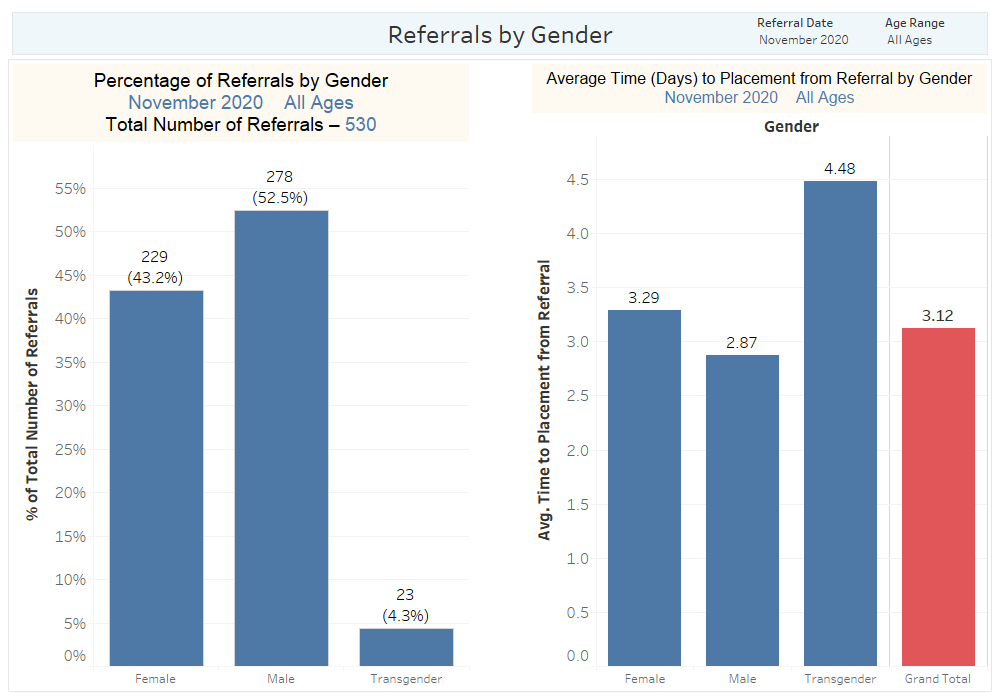 Referrals by Gender
Referral Date
November 2020
Age Range
All Ages
Percentage of Referrals by Gender
November 2020 All Ages
Total Number of Referrals – 530
% of Total Number of Referrals
55%
50%
45%
40%
35%
30%
25%
20%
15%
10%
5%
0%
229
(43.2%)
278
(52.5%)
23
(4.3%)
Female Male Transgender
Average Time (Days) to Placement from Referral by Gender
November 2020 All Ages
Gender
Avg. Time to Placement from Referral
4.5
4.0
3.5
3.0
2.5
2.0
1.5
1.0
0.5
0.0
3.29
2.87
4.48
3.12
Female Male Transgender Grand Total